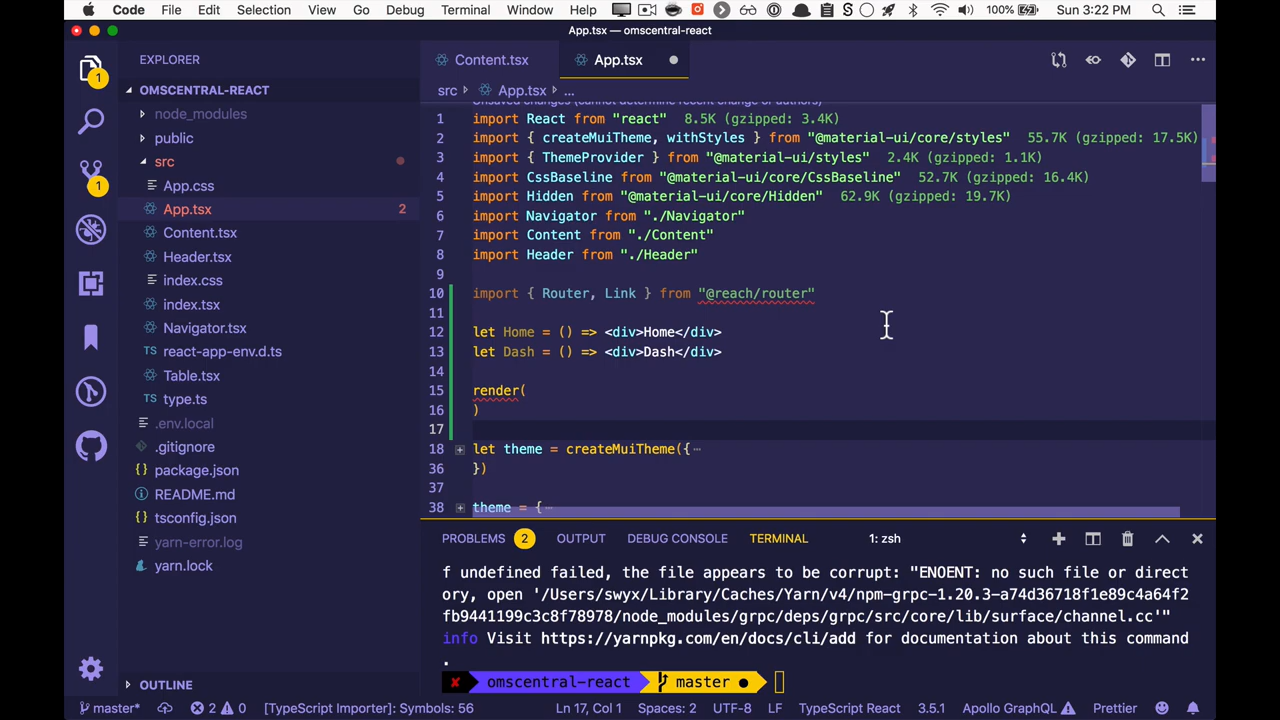 Code File Edit Selection View Go Debug Terminal Window Help 100% Sun 3:22 PM
App.tsx — omscentral-react
EXPLORER
OMSCENTRAL-REACT
node_modules
public
src
App.css
App.tsx 2
Content.tsx
Header.tsx
index.css
index.tsx
Navigator.tsx
TS react-app-env.d.ts
Table.tsx
TS type.ts
.env.local
.gitignore
package.json
README.md
tsconfig.json
yarn-error.log
yarn.lock
OUTLINE
1
1
Content.tsx App.tsx
src App.tsx ...
Unsaved changes (cannot determine recent change or authors)
1 import React from "react" 8.5K (gzipped: 3.4K)
2 import { createMuiTheme, withStyles } from "@material-ui/core/styles" 55.7K (gzipped: 17.5K)
3 import { ThemeProvider } from "@material-ui/styles" 2.4K (gzipped: 1.1K)
4 import CssBaseline from "@material-ui/core/CssBaseline" 52.7K (gzipped: 16.4K)
5 import Hidden from "@material-ui/core/Hidden" 62.9K (gzipped: 19.7K)
6 import Navigator from "./Navigator"
7 import Content from "./Content"
8 import Header from "./Header"
9
10 import { Router, Link } from "@reach/router"
11
12 let Home = () => <div>Home</div>
13 let Dash = () => <div>Dash</div>
14
15 render(
16 )
17
18 let theme = createMuiTheme({
36 })
37
38 theme = {
PROBLEMS 2 OUTPUT DEBUG CONSOLE TERMINAL 1: zsh
f undefined failed, the file appears to be corrupt: "ENOENT: no such file or direct
ory, open '/Users/swyx/Library/Caches/Yarn/v4/npm-grpc-1.20.3-a74d36718f1e89c4a64f2
fb9441199c3c8f78978/node_modules/grpc/deps/grpc/src/core/lib/surface/channel.cc'"
info Visit https://yarnpkg.com/en/docs/cli/add for documentation about this command
.
omscentral-react master
master* 2 0 [TypeScript Importer]: Symbols: 56 Ln 17, Col 1 Spaces: 2 UTF-8 LF TypeScript React 3.5.1 Apollo GraphQL Prettier